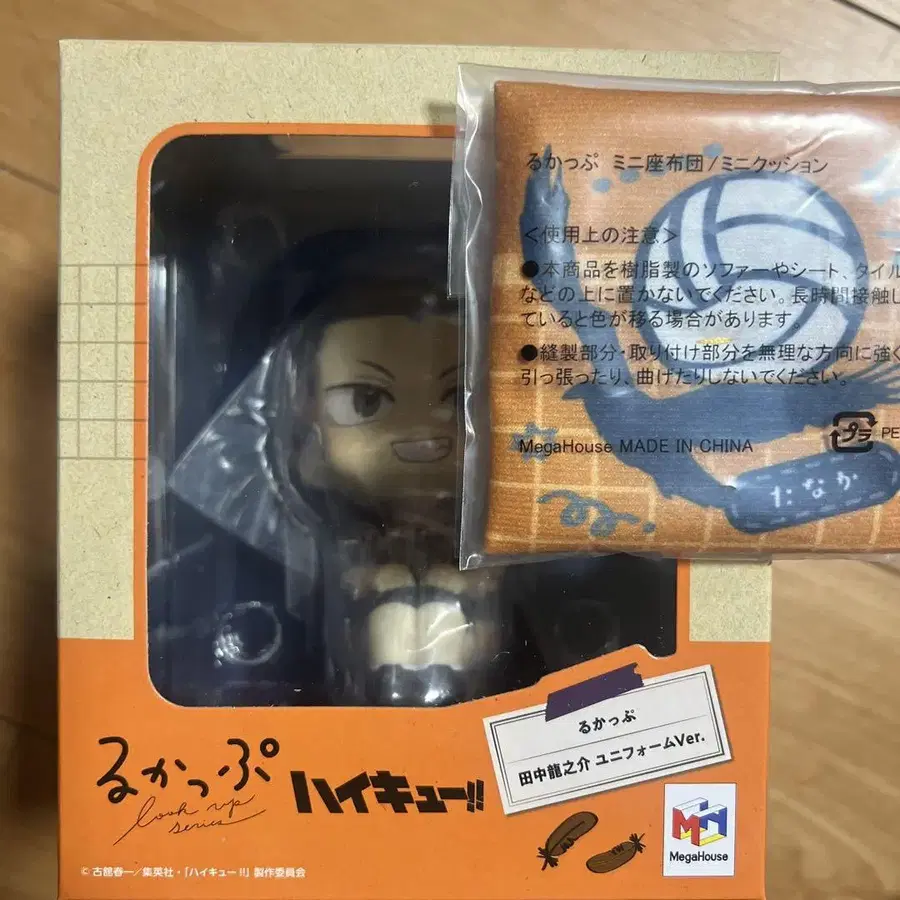 るかっぷ ミニ座布団/ミニクッション
<使用上の注意>
●本商品を樹脂製のソファーやシート、タイル
などの上に置かないでください。長時間接触し
ていると色が移る場合があります。
●縫製部分・取り付け部分を無理な方向に強く
引っ張ったり、曲げたりしないでください。
MegaHouse MADE IN CHINA
プラ PE
たなか
るかっぷ
look up
series
ハイキュー!!
るかっぷ
田中龍之介 ユニフォームVer.
MH
MegaHouse
© 古舘春一/集英社・「ハイキュー!!」製作委員会